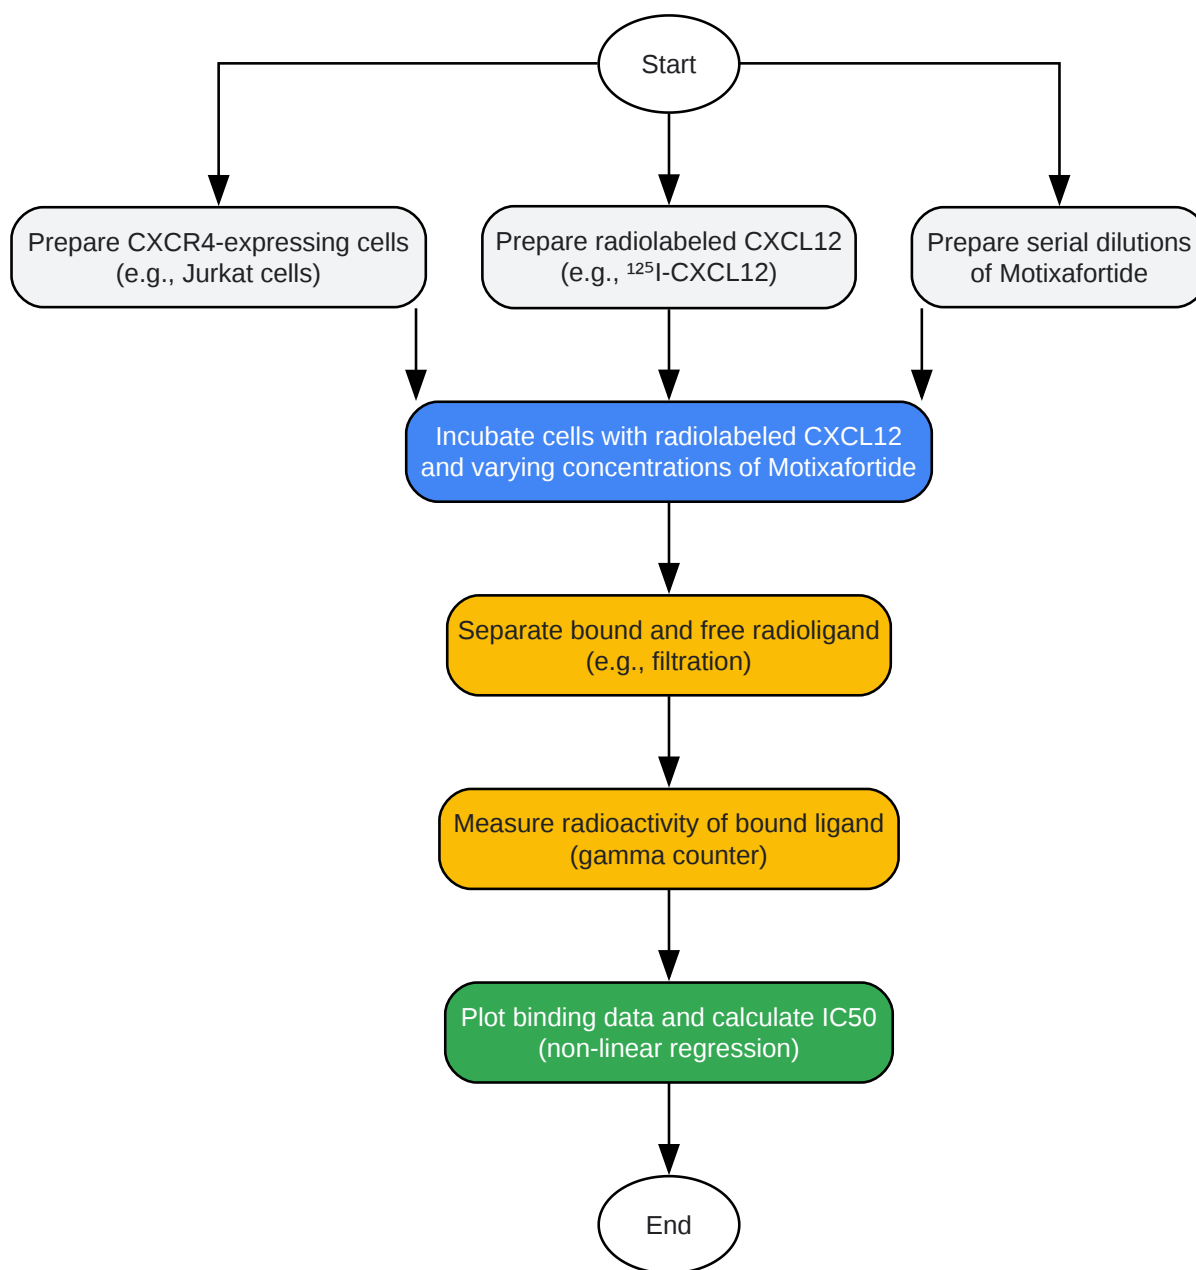 Start
Prepare CXCR4-expressing cells
(e.g., Jurkat cells)
Prepare radiolabeled CXCL12
(e.g., ¹²⁵I-CXCL12)
Prepare serial dilutions
of Motixafortide
Incubate cells with radiolabeled CXCL12
and varying concentrations of Motixafortide
Separate bound and free radioligand
(e.g., filtration)
Measure radioactivity of bound ligand
(gamma counter)
Plot binding data and calculate IC50
(non-linear regression)
End